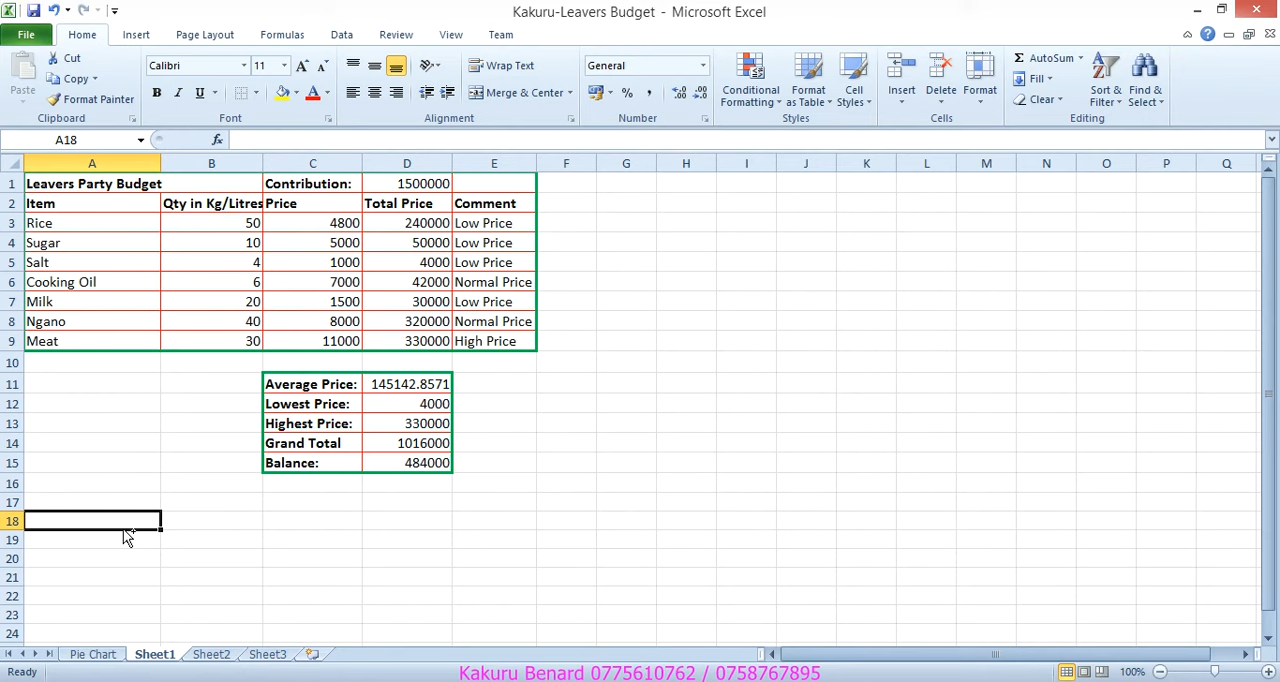 Kakuru-Leavers Budget - Microsoft Excel
File Home Insert Page Layout Formulas Data Review View Team
Paste Cut Copy Format Painter Clipboard
Calibri 11 A A B I U A Font
Wrap Text Merge & Center Alignment
General % , .0 .00 .00 .0 Number
Conditional Formatting Format as Table Cell Styles Styles
Insert Delete Format Cells
Σ AutoSum Fill Clear Sort & Filter Find & Select Editing
A18 fx
A B C D E F G H I J K L M N O P Q
1 Leavers Party Budget Contribution: 1500000
2 Item Qty in Kg/Litres Price Total Price Comment
3 Rice 50 4800 240000 Low Price
4 Sugar 10 5000 50000 Low Price
5 Salt 4 1000 4000 Low Price
6 Cooking Oil 6 7000 42000 Normal Price
7 Milk 20 1500 30000 Low Price
8 Ngano 40 8000 320000 Normal Price
9 Meat 30 11000 330000 High Price
10
11 Average Price: 145142.8571
12 Lowest Price: 4000
13 Highest Price: 330000
14 Grand Total 1016000
15 Balance: 484000
16
17
18
19
20
21
22
23
24
Pie Chart Sheet1 Sheet2 Sheet3
Ready 100%
Kakuru Benard 0775610762 / 0758767895